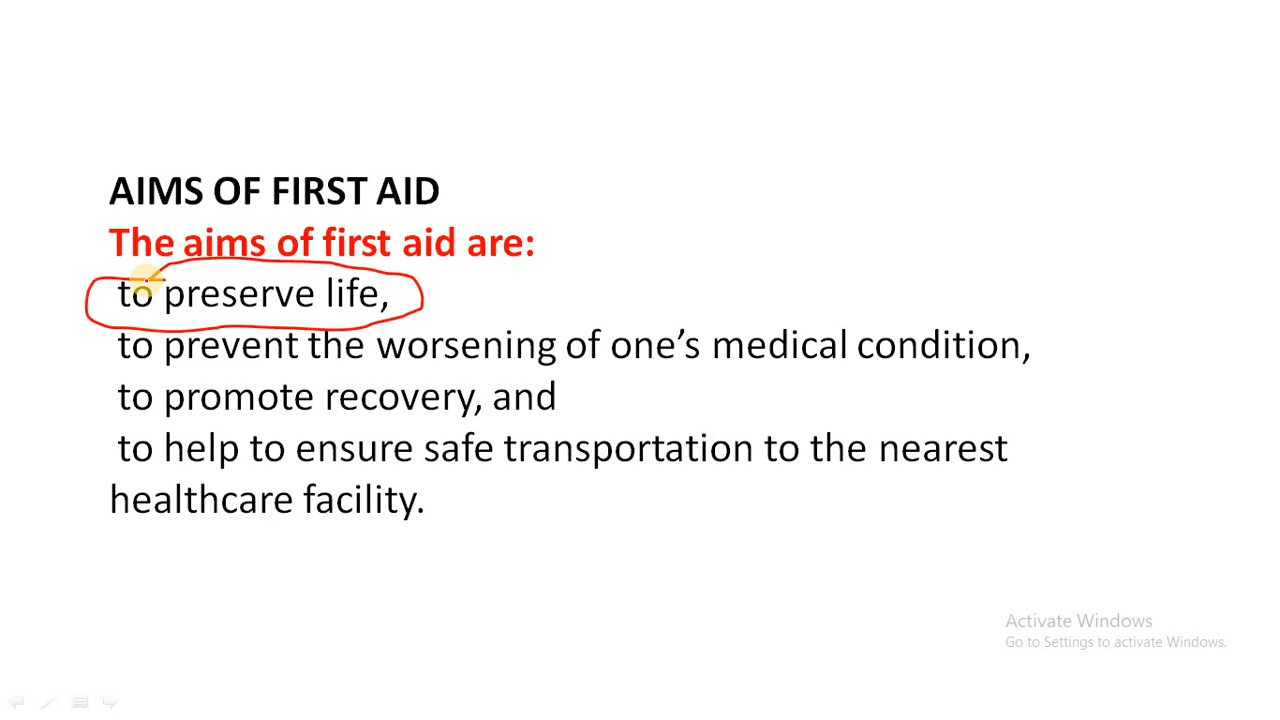 AIMS OF FIRST AID
The aims of first aid are:
to preserve life,
to prevent the worsening of one’s medical condition,
to promote recovery, and
to help to ensure safe transportation to the nearest
healthcare facility.
Activate Windows
Go to Settings to activate Windows.